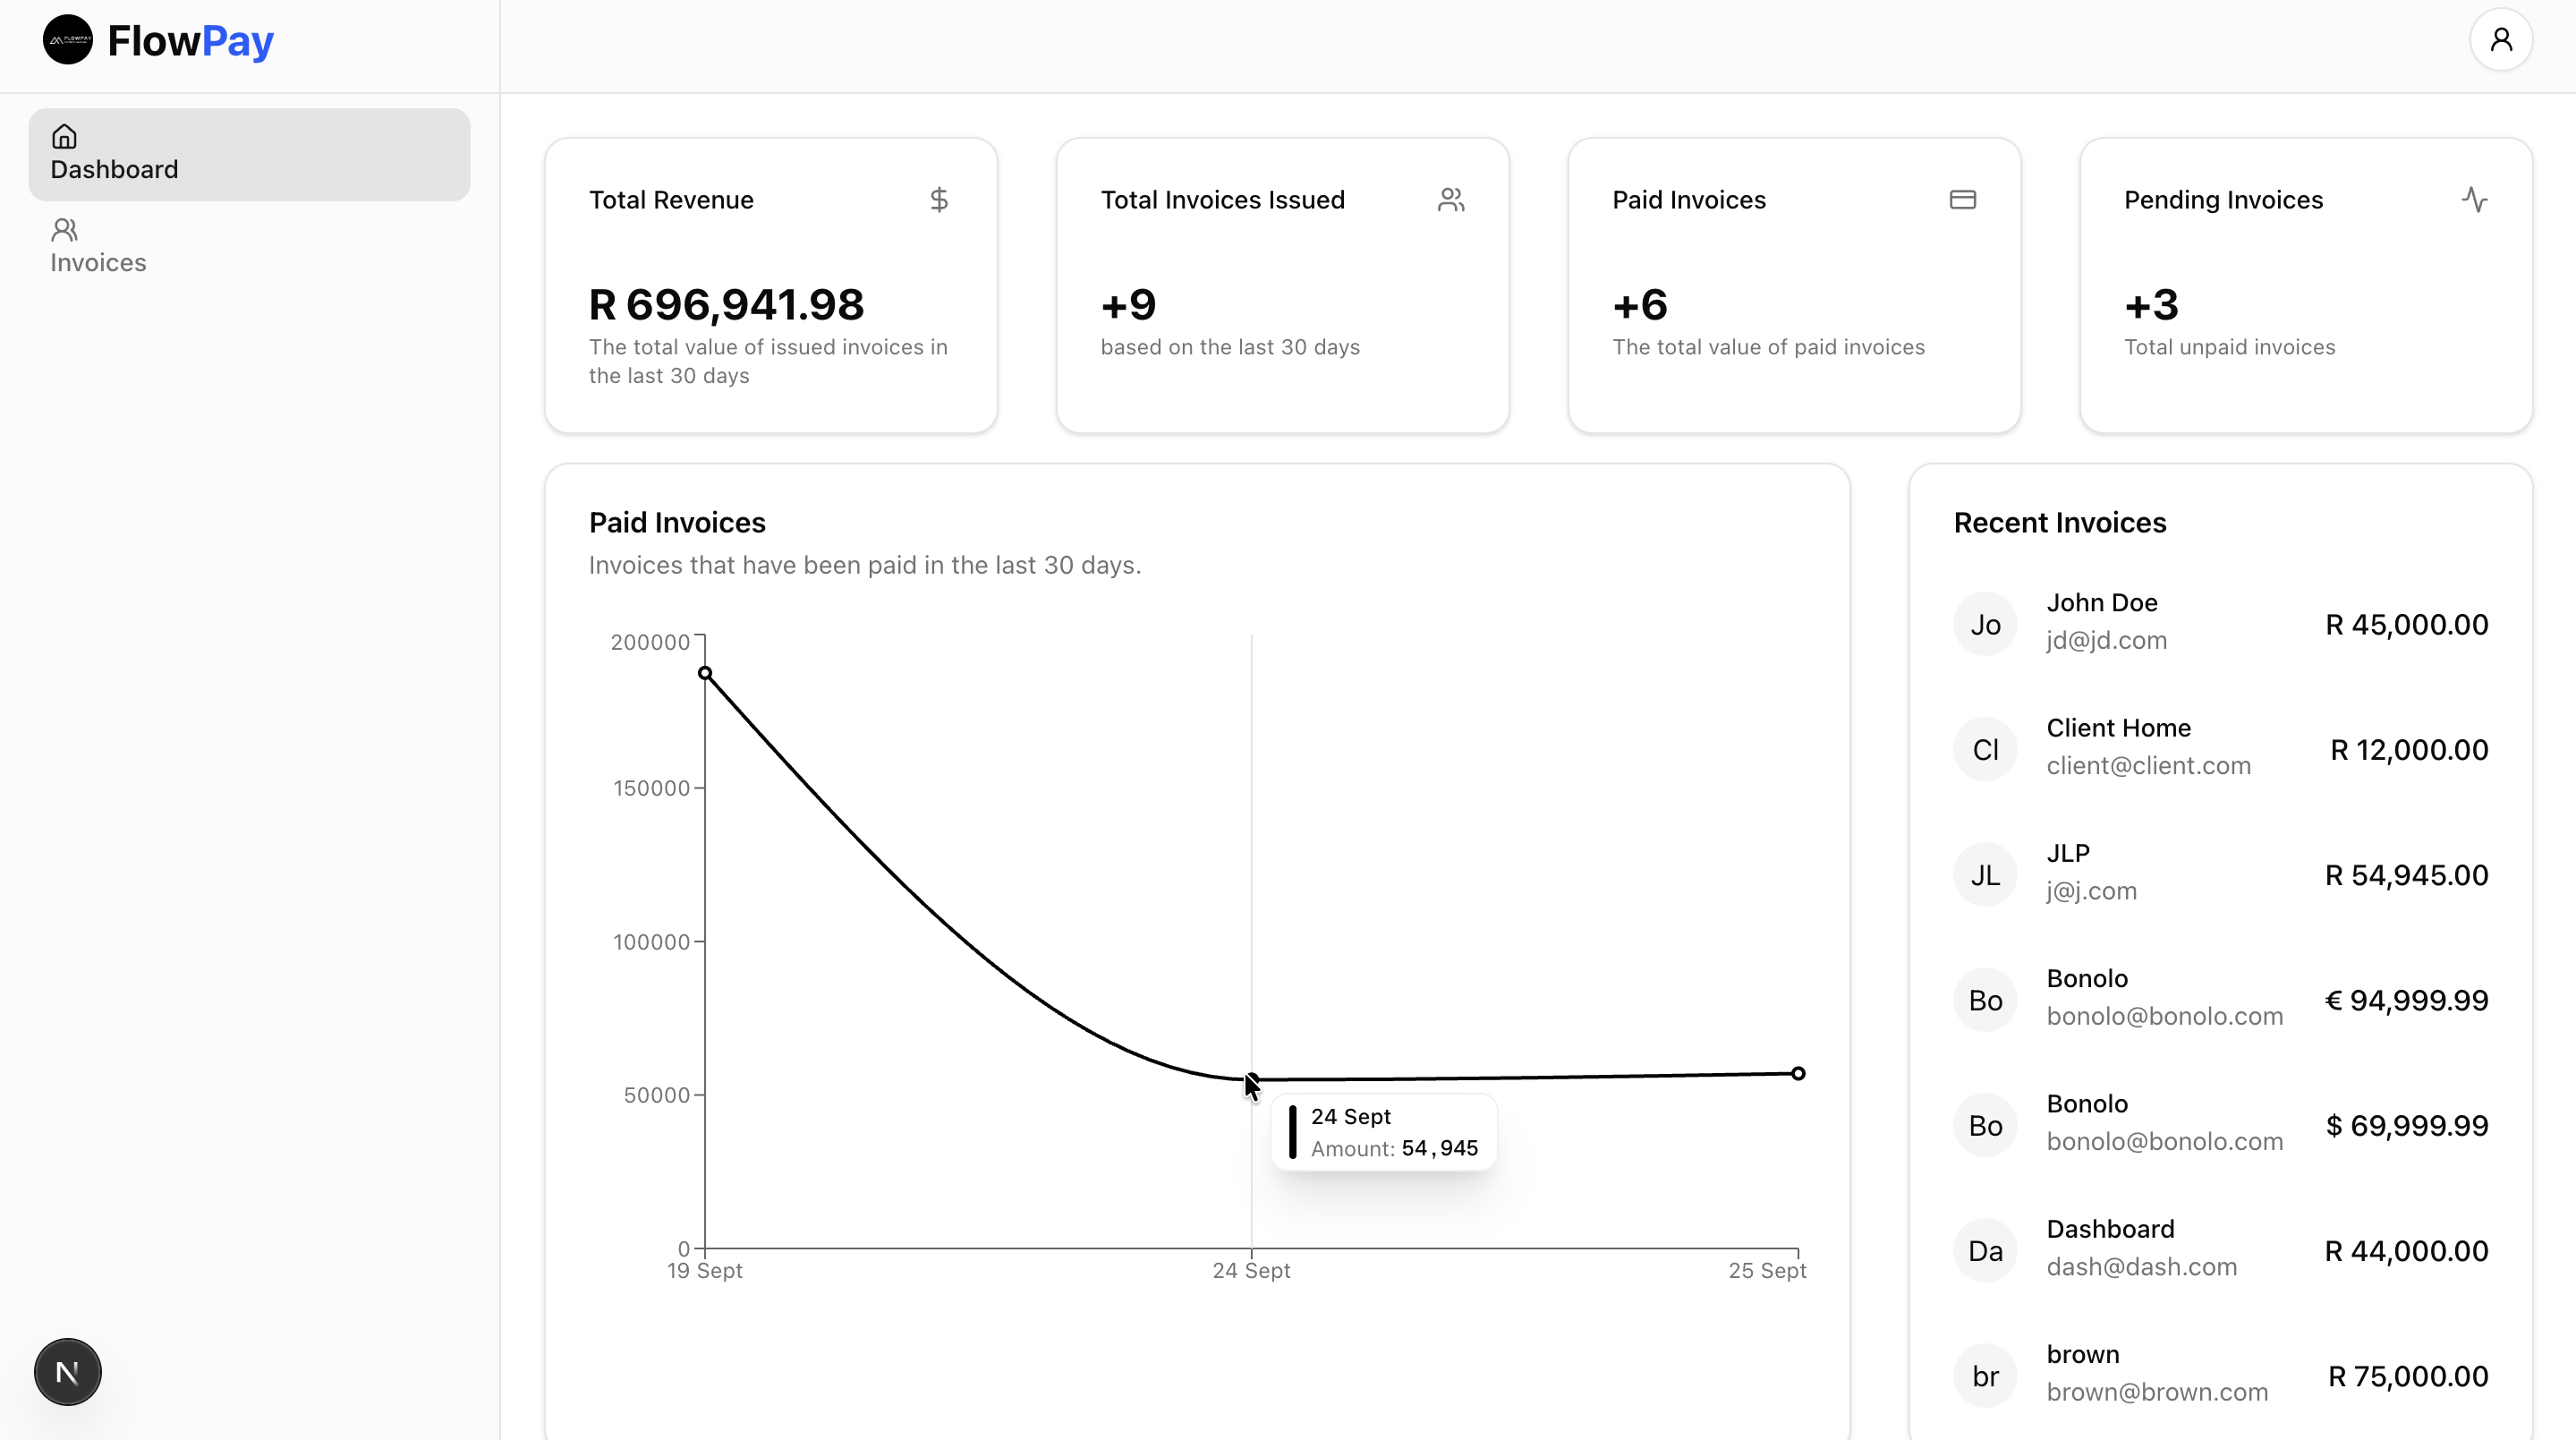 FlowPay
Dashboard
Invoices
Total Revenue
R 696,941.98
The total value of issued invoices in
the last 30 days
Total Invoices Issued
+9
based on the last 30 days
Paid Invoices
+6
The total value of paid invoices
Pending Invoices
+3
Total unpaid invoices
Paid Invoices
Invoices that have been paid in the last 30 days.
200000
150000
100000
50000
0
19 Sept
24 Sept
25 Sept
24 Sept
Amount: 54,945
Recent Invoices
Jo
John Doe
jd@jd.com
R 45,000.00
Cl
Client Home
client@client.com
R 12,000.00
JL
JLP
j@j.com
R 54,945.00
Bo
Bonolo
bonolo@bonolo.com
€ 94,999.99
Bo
Bonolo
bonolo@bonolo.com
$ 69,999.99
Da
Dashboard
dash@dash.com
R 44,000.00
br
brown
brown@brown.com
R 75,000.00
N